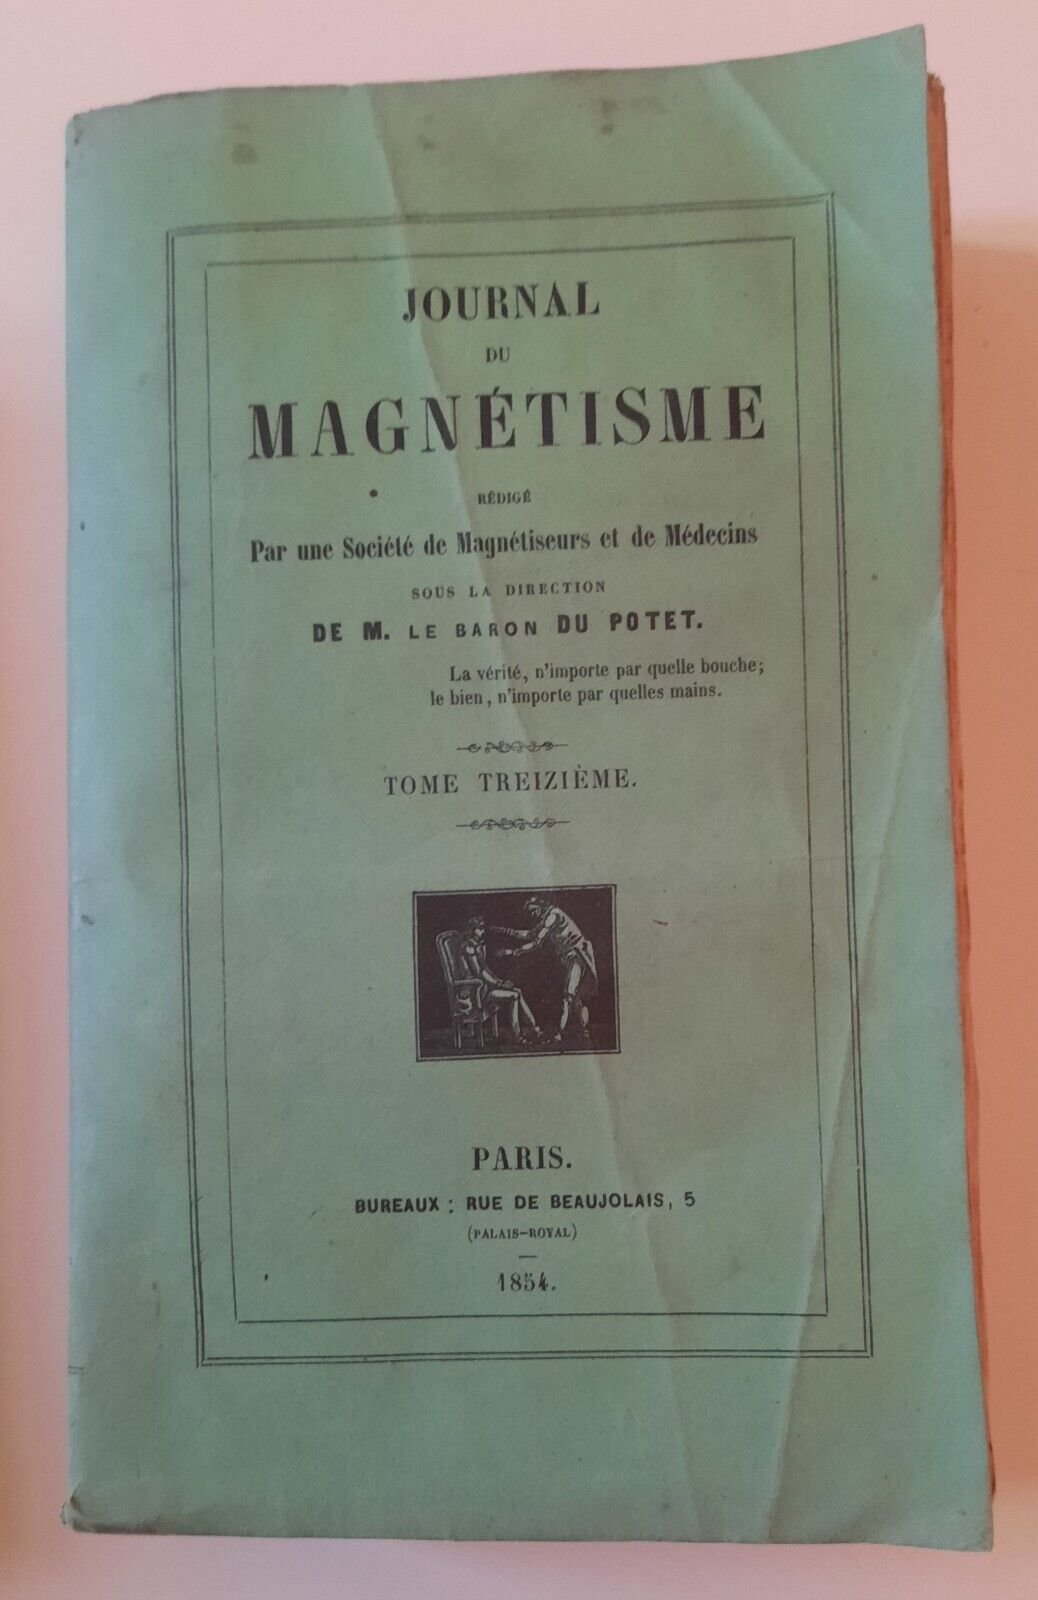 JOURNAL
DU
MAGNÉTISME
RÉDIGÉ
Par une Société de Magnétiseurs et de Médecins
SOUS LA DIRECTION
DE M. LE BARON DU POTET.
La vérité, n'importe par quelle bouche;
le bien, n'importe par quelles mains.
TOME TREIZIÈME.
PARIS.
BUREAUX : RUE DE BEAUJOLAIS, 5
(PALAIS-ROYAL)
1854.